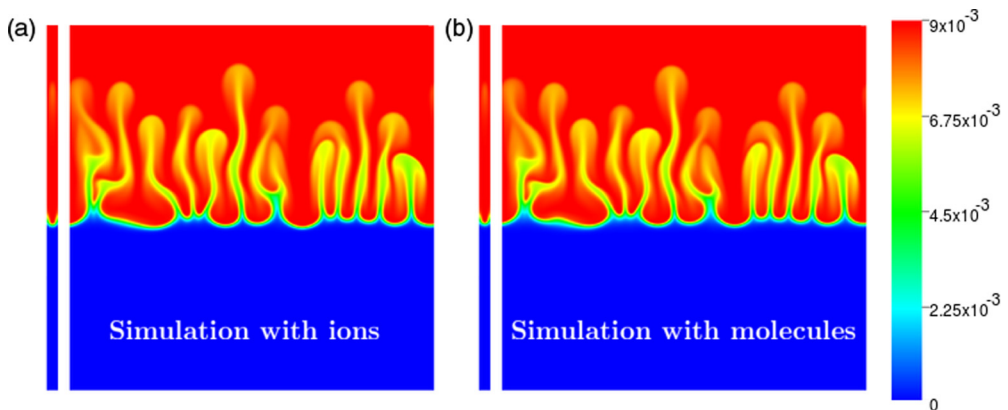 (a)
(b)
9x10⁻³
6.75x10⁻³
4.5x10⁻³
2.25x10⁻³
0
Simulation with ions
Simulation with molecules